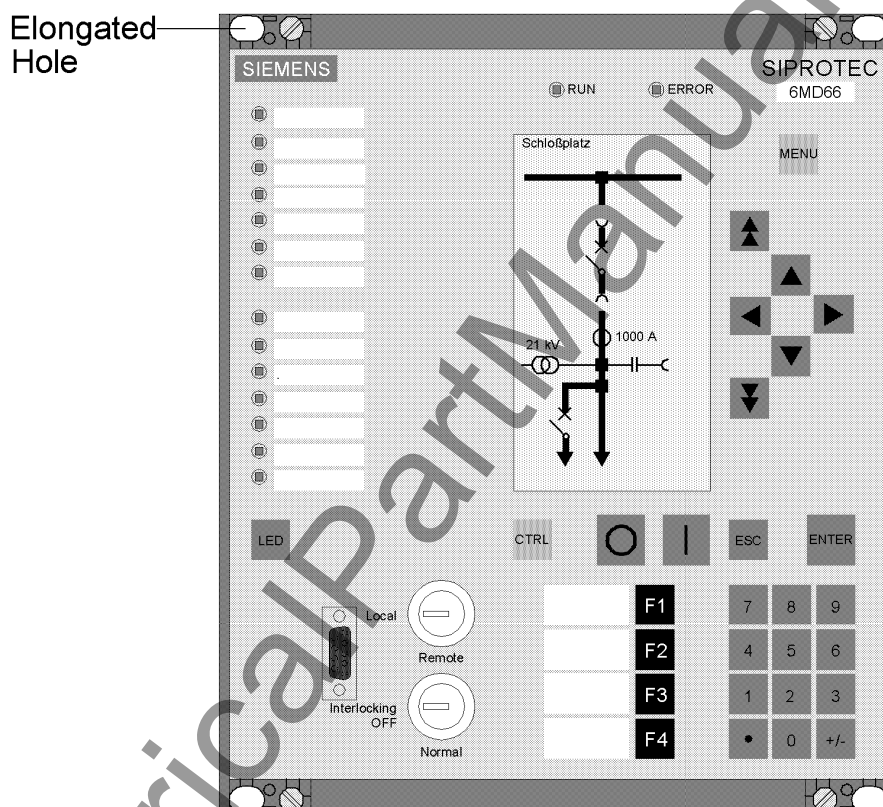 Elongated
Hole
SIEMENS
SIPROTEC
RUN
ERROR
6MD66
Schloßplatz
MENU
1000 A
21 kV
LED
CTRL
ESC
ENTER
Local
Remote
Interlocking
OFF
Normal
F1
F2
F3
F4
7 8 9
4 5 6
1 2 3
• 0 +/-
ricalPartManua